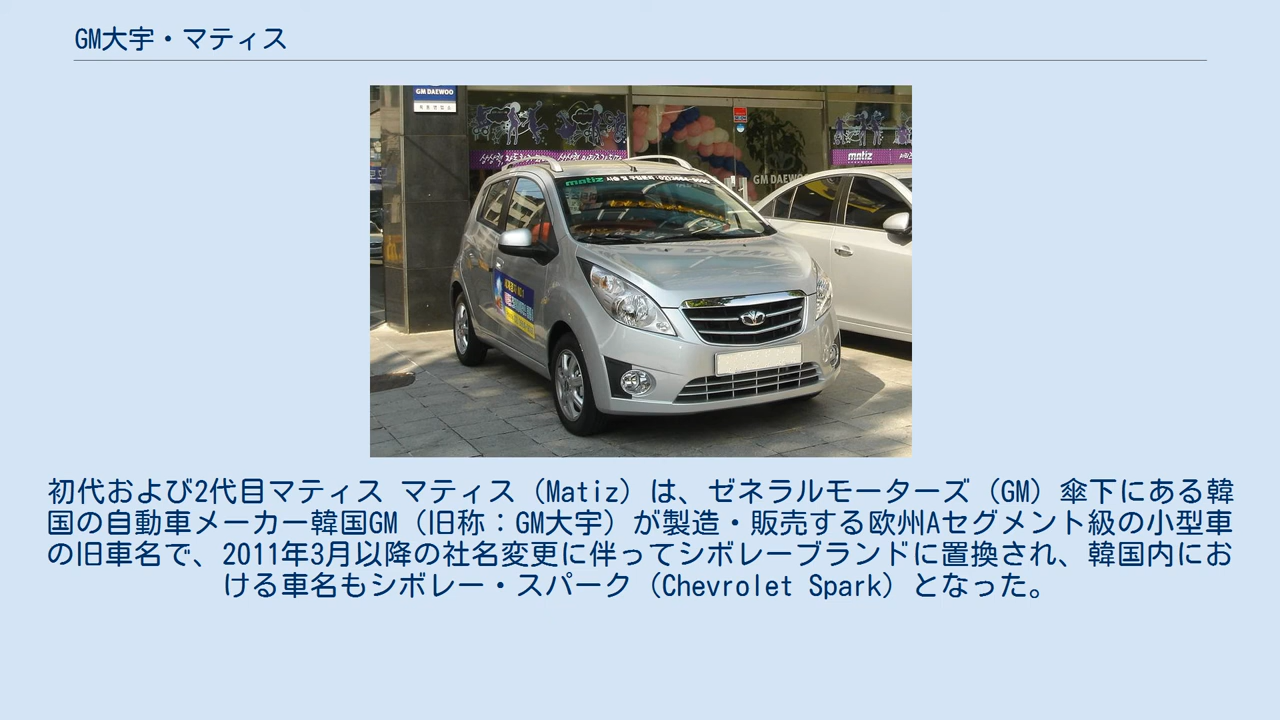 GM大宇・マティス
GM DAEWOO
matiz
GM DAEWOO
matiz
初代および2代目マティス マティス（Matiz）は、ゼネラルモーターズ（GM）傘下にある韓
国の自動車メーカー韓国GM（旧称：GM大宇）が製造・販売する欧州Aセグメント級の小型車
の旧車名で、2011年3月以降の社名変更に伴ってシボレーブランドに置換され、韓国内にお
ける車名もシボレー・スパーク（Chevrolet Spark）となった。